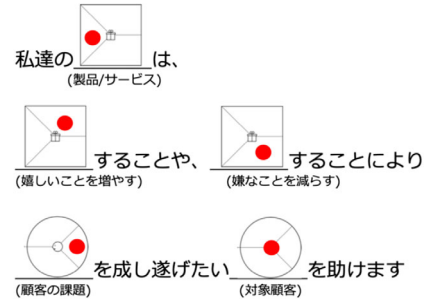 私達の は、
(製品/サービス)
することや、 することにより
(嬉しいことを増やす) (嫌なことを減らす)
を成し遂げたい を助けます
(顧客の課題) (対象顧客)